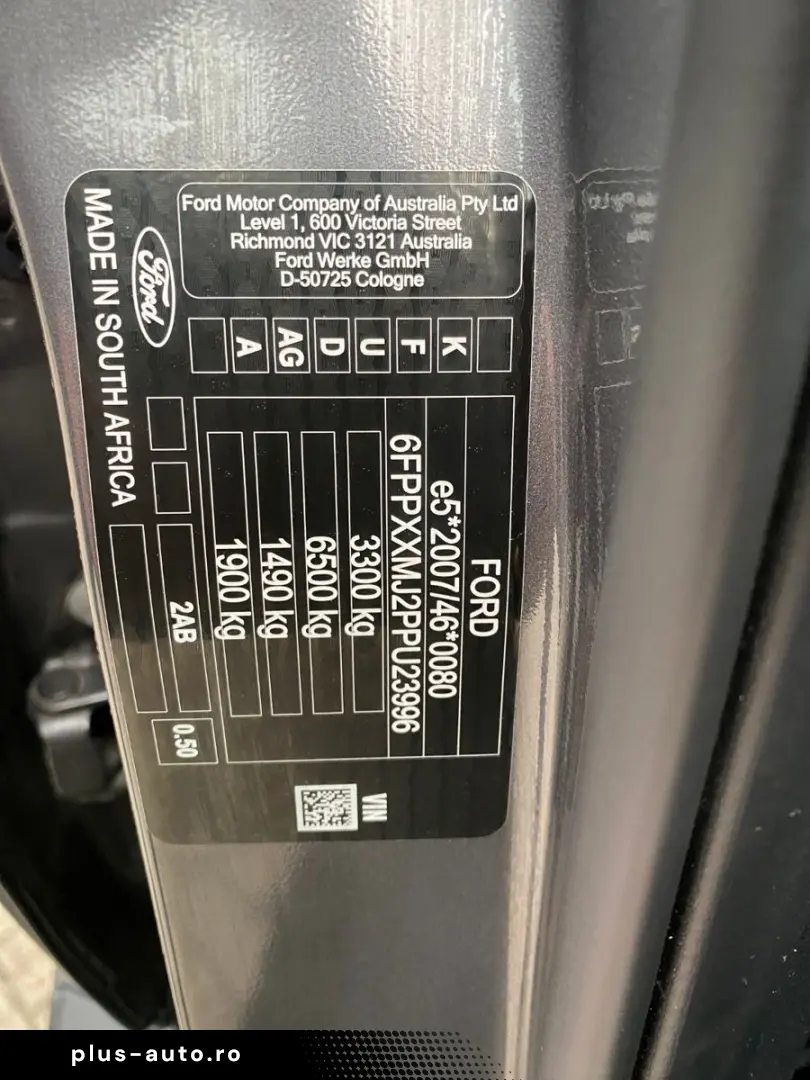 Ford Motor Company of Australia Pty Ltd
Level 1, 600 Victoria Street
Richmond VIC 3121 Australia
Ford Werke GmbH
D-50725 Cologne
K
F
U
D
AG
A
Ford
MADE IN SOUTH AFRICA
FORD
e5*2007/46*0080
6FPPXXMJ2PPU23996
3300 kg
6500 kg
1490 kg
1900 kg
2AB
0.50
VIN
plus-auto.ro